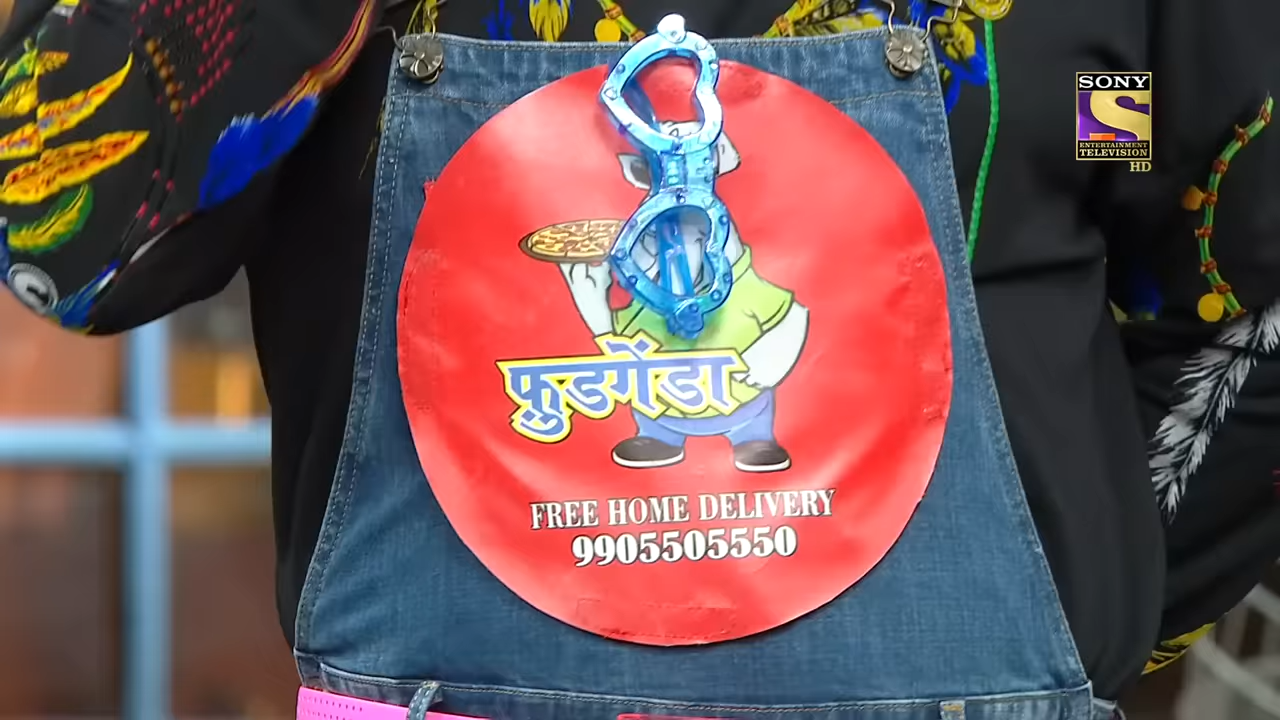 SONY
ENTERTAINMENT
TELEVISION
HD
फ़ुडगेंडा
FREE HOME DELIVERY
9905505550